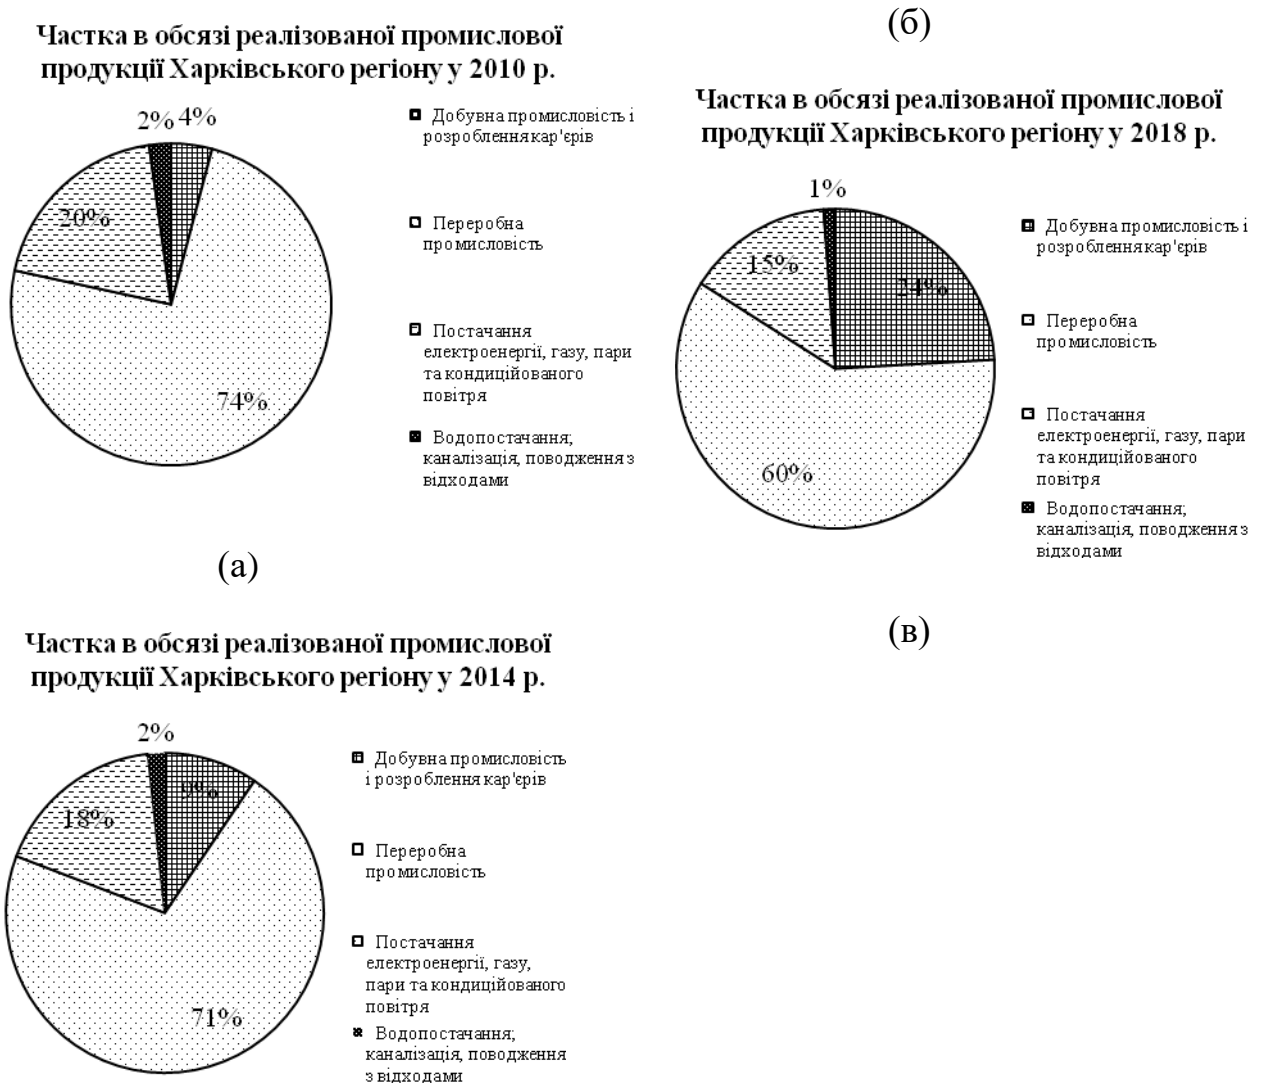 Частка в обсязі реалізованої промислової
продукції Харківського регіону у 2010 р.
2%
4%
20%
74%
Добувна промисловість і
розроблення кар'єрів
Переробна
промисловість
Постачання
електроенергії, газу, пари
та кондиційованого
повітря
Водопостачання;
каналізація, поводження з
відходами
(а)
Частка в обсязі реалізованої промислової
продукції Харківського регіону у 2014 р.
2%
9%
18%
71%
Добувна промисловість
і розроблення кар'єрів
Переробна
промисловість
Постачання
електроенергії, газу,
пари та кондиційованого
повітря
Водопостачання;
каналізація, поводження
з відходами
(б)
Частка в обсязі реалізованої промислової
продукції Харківського регіону у 2018 р.
1%
15%
24%
60%
Добувна промисловість і
розроблення кар'єрів
Переробна
промисловість
Постачання
електроенергії, газу, пари
та кондиційованого
повітря
Водопостачання;
каналізація, поводження з
відходами
(в)